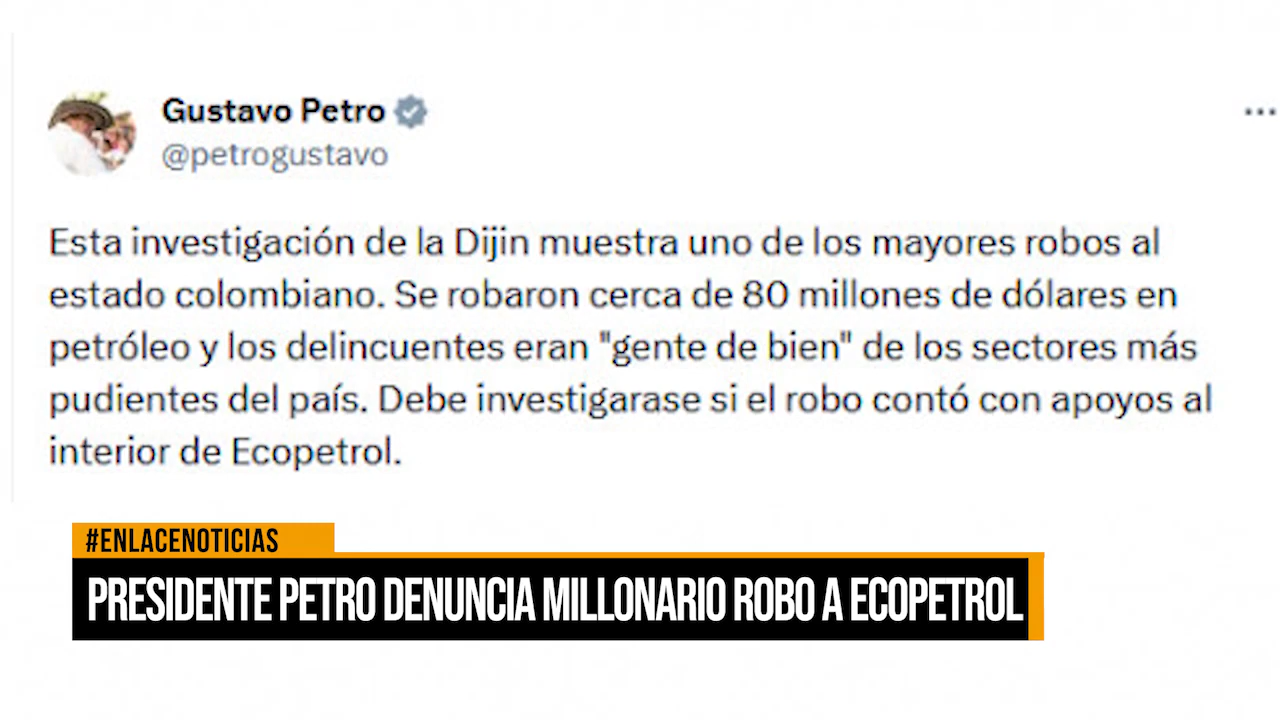 Gustavo Petro
@petrogustavo
Esta investigación de la Dijin muestra uno de los mayores robos al
estado colombiano. Se robaron cerca de 80 millones de dólares en
petróleo y los delincuentes eran "gente de bien" de los sectores más
pudientes del país. Debe investigarase si el robo contó con apoyos al
interior de Ecopetrol.
#ENLACENOTICIAS
PRESIDENTE PETRO DENUNCIA MILLONARIO ROBO A ECOPETROL